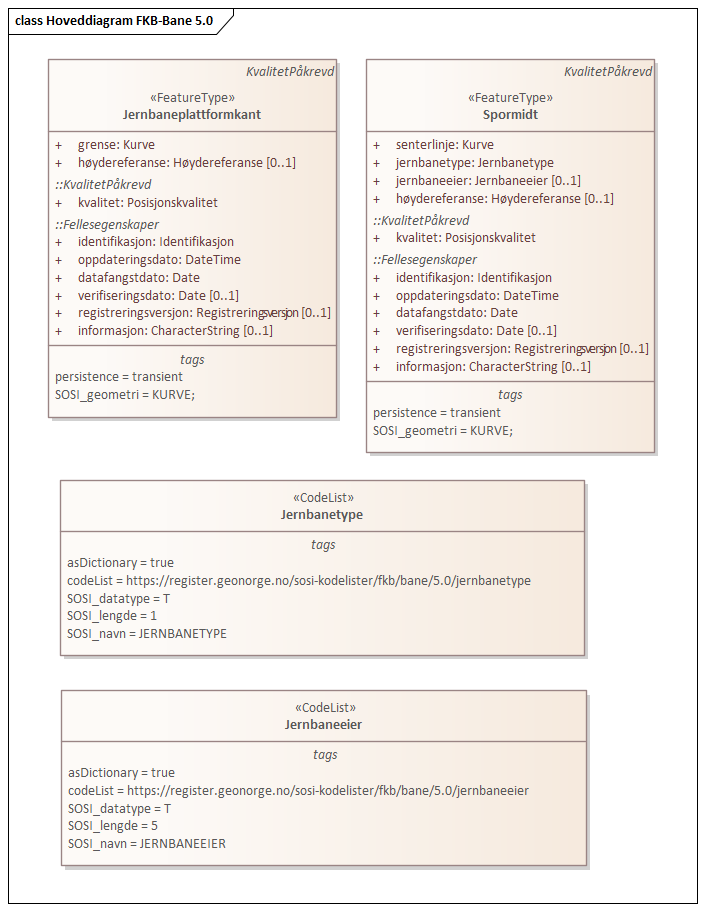 class Hoveddiagram FKB-Bane 5.0
KvalitetPåkrevd
«FeatureType»
Jernbaneplattformkant
+ grense: Kurve
+ høydereferanse: Høydereferanse [0..1]
::KvalitetPåkrevd
+ kvalitet: Posisjonskvalitet
::Fellesegenskaper
+ identifikasjon: Identifikasjon
+ oppdateringsdato: DateTime
+ datafangstdato: Date
+ verifiseringsdato: Date [0..1]
+ registreringsversjon: Registreringsversjon [0..1]
+ informasjon: CharacterString [0..1]
tags
persistence = transient
SOSI_geometri = KURVE;
KvalitetPåkrevd
«FeatureType»
Spormidt
+ senterlinje: Kurve
+ jernbanetype: Jernbanetype
+ jernbaneeier: Jernbaneeier [0..1]
+ høydereferanse: Høydereferanse [0..1]
::KvalitetPåkrevd
+ kvalitet: Posisjonskvalitet
::Fellesegenskaper
+ identifikasjon: Identifikasjon
+ oppdateringsdato: DateTime
+ datafangstdato: Date
+ verifiseringsdato: Date [0..1]
+ registreringsversjon: Registreringsversjon [0..1]
+ informasjon: CharacterString [0..1]
tags
persistence = transient
SOSI_geometri = KURVE;
«CodeList»
Jernbanetype
tags
asDictionary = true
codeList = https://register.geonorge.no/sosi-kodelister/fkb/bane/5.0/jernbanetype
SOSI_datatype = T
SOSI_lengde = 1
SOSI_navn = JERNBANETYPE
«CodeList»
Jernbaneeier
tags
asDictionary = true
codeList = https://register.geonorge.no/sosi-kodelister/fkb/bane/5.0/jernbaneeier
SOSI_datatype = T
SOSI_lengde = 5
SOSI_navn = JERNBANEEIER